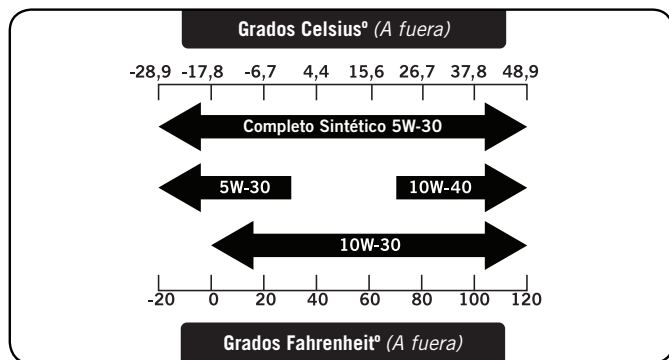 Grados Celsiusº (A fuera)
-28,9 -17,8 -6,7 4,4 15,6 26,7 37,8 48,9
Completo Sintético 5W-30
5W-30 10W-40
10W-30
-20 0 20 40 60 80 100 120
Grados Fahrenheitº (A fuera)